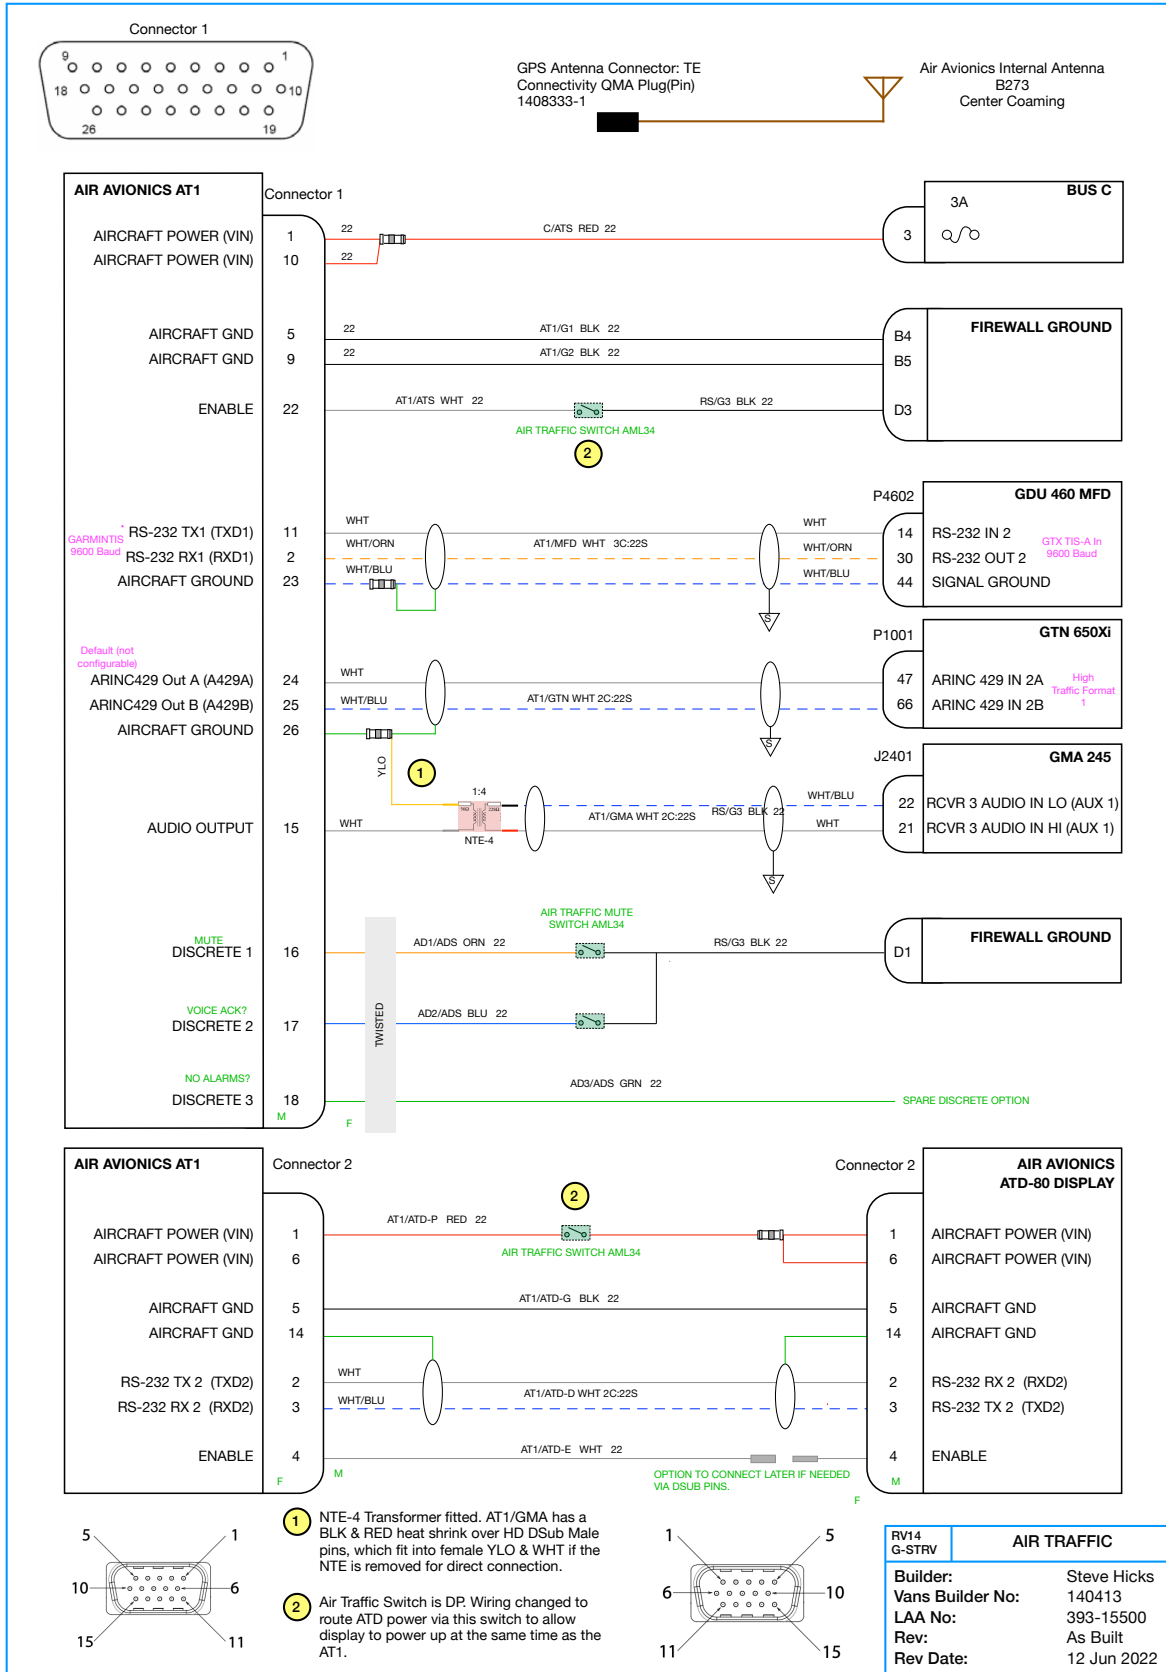 Connector 1
9
1
18
10
26
19
GPS Antenna Connector: TE
Connectivity QMA Plug(Pin)
1408333-1
Air Avionics Internal Antenna
B273
Center Coaming
AIR AVIONICS AT1
Connector 1
BUS C
3A
AIRCRAFT POWER (VIN) 1 22 C/ATS RED 22 3
AIRCRAFT POWER (VIN) 10 22
FIREWALL GROUND
AIRCRAFT GND 5 22 AT1/G1 BLK 22 B4
AIRCRAFT GND 9 22 AT1/G2 BLK 22 B5
ENABLE 22 AT1/ATS WHT 22 RS/G3 BLK 22 D3
AIR TRAFFIC SWITCH AML34
2
P4602
GDU 460 MFD
GARMINTIS
9600 Baud
*
RS-232 TX1 (TXD1) 11 WHT WHT 14 RS-232 IN 2
RS-232 RX1 (RXD1) 2 WHT/ORN AT1/MFD WHT 3C:22S WHT/ORN 30 RS-232 OUT 2
AIRCRAFT GROUND 23 WHT/BLU WHT/BLU 44 SIGNAL GROUND
GTX TIS-A In
9600 Baud
S
P1001
GTN 650Xi
Default (not
configurable)
ARINC429 Out A (A429A) 24 WHT 47 ARINC 429 IN 2A
ARINC429 Out B (A429B) 25 WHT/BLU AT1/GTN WHT 2C:22S 66 ARINC 429 IN 2B
High
Traffic Format
1
AIRCRAFT GROUND 26
S
YLO
1
J2401
GMA 245
1:4
WHT/BLU 22 RCVR 3 AUDIO IN LO (AUX 1)
AT1/GMA WHT 2C:22S RS/G3 BLK 22
AUDIO OUTPUT 15 WHT WHT 21 RCVR 3 AUDIO IN HI (AUX 1)
NTE-4
S
AIR TRAFFIC MUTE
SWITCH AML34
FIREWALL GROUND
MUTE
DISCRETE 1 16 AD1/ADS ORN 22 RS/G3 BLK 22 D1
VOICE ACK?
DISCRETE 2 17 AD2/ADS BLU 22
TWISTED
NO ALARMS?
DISCRETE 3 18 AD3/ADS GRN 22 SPARE DISCRETE OPTION
M
F
AIR AVIONICS AT1
Connector 2
Connector 2
AIR AVIONICS
ATD-80 DISPLAY
2
AIRCRAFT POWER (VIN) 1 AT1/ATD-P RED 22 1 AIRCRAFT POWER (VIN)
AIR TRAFFIC SWITCH AML34
AIRCRAFT POWER (VIN) 6 6 AIRCRAFT POWER (VIN)
AIRCRAFT GND 5 AT1/ATD-G BLK 22 5 AIRCRAFT GND
AIRCRAFT GND 14 14 AIRCRAFT GND
RS-232 TX 2 (TXD2) 2 WHT 2 RS-232 RX 2 (RXD2)
AT1/ATD-D WHT 2C:22S
RS-232 RX 2 (RXD2) 3 WHT/BLU 3 RS-232 TX 2 (TXD2)
ENABLE 4 AT1/ATD-E WHT 22 4 ENABLE
OPTION TO CONNECT LATER IF NEEDED
VIA DSUB PINS.
F
M
M
F
1
NTE-4 Transformer fitted. AT1/GMA has a
BLK & RED heat shrink over HD DSub Male
pins, which fit into female YLO & WHT if the
NTE is removed for direct connection.
2
Air Traffic Switch is DP. Wiring changed to
route ATD power via this switch to allow
display to power up at the same time as the
AT1.
5
1
10
6
15
11
1
5
6
10
11
15
RV14
G-STRV
AIR TRAFFIC
Builder: Steve Hicks
Vans Builder No: 140413
LAA No: 393-15500
Rev: As Built
Rev Date: 12 Jun 2022